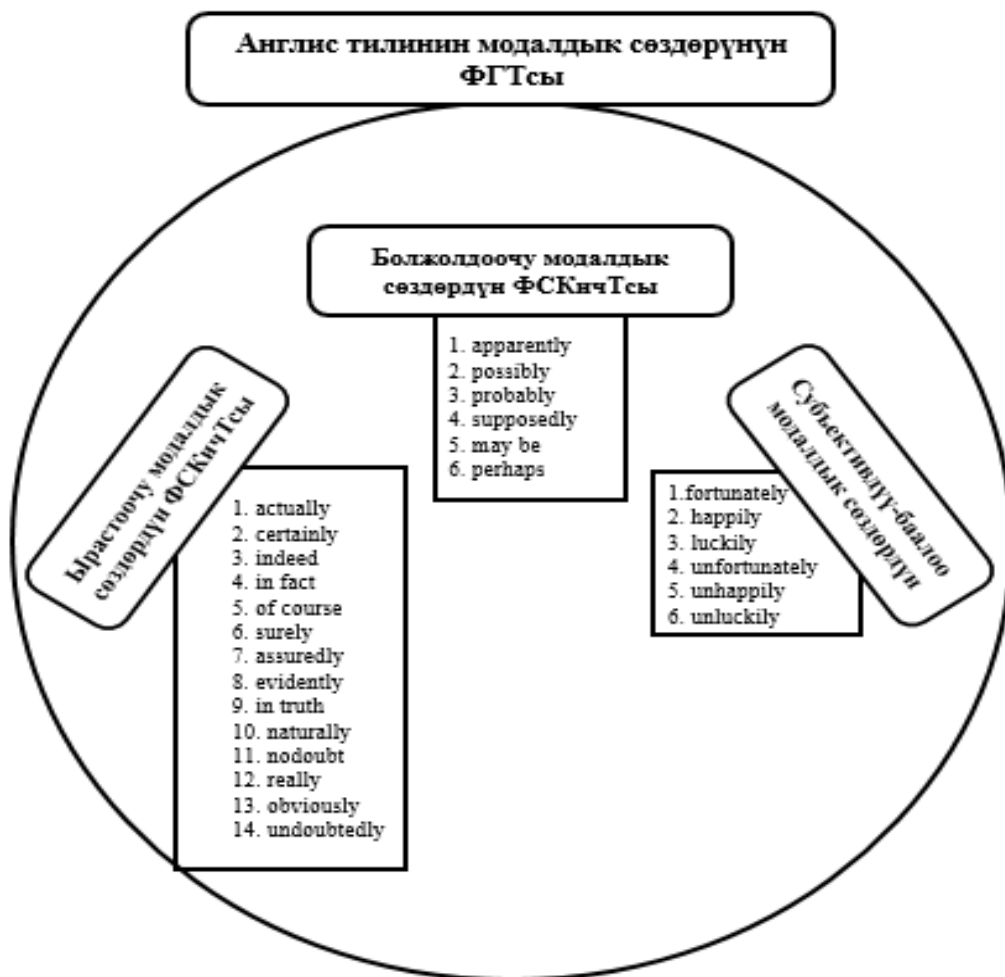 Англис тилинин модалдык сөздөрүнүн
ФГТсы
Болжолдоочу модалдык
сөздөрдүн ФСКичТсы
1. apparently
2. possibly
3. probably
4. supposedly
5. may be
6. perhaps
Ырастоочу модалдык
сөздөрдүн ФСКичТсы
1. actually
2. certainly
3. indeed
4. in fact
5. of course
6. surely
7. assuredly
8. evidently
9. in truth
10. naturally
11. nodoubt
12. really
13. obviously
14. undoubtedly
Субъективдүү-баалоо
модалдык сөздөрдүн
1.fortunately
2. happily
3. luckily
4. unfortunately
5. unhappily
6. unluckily